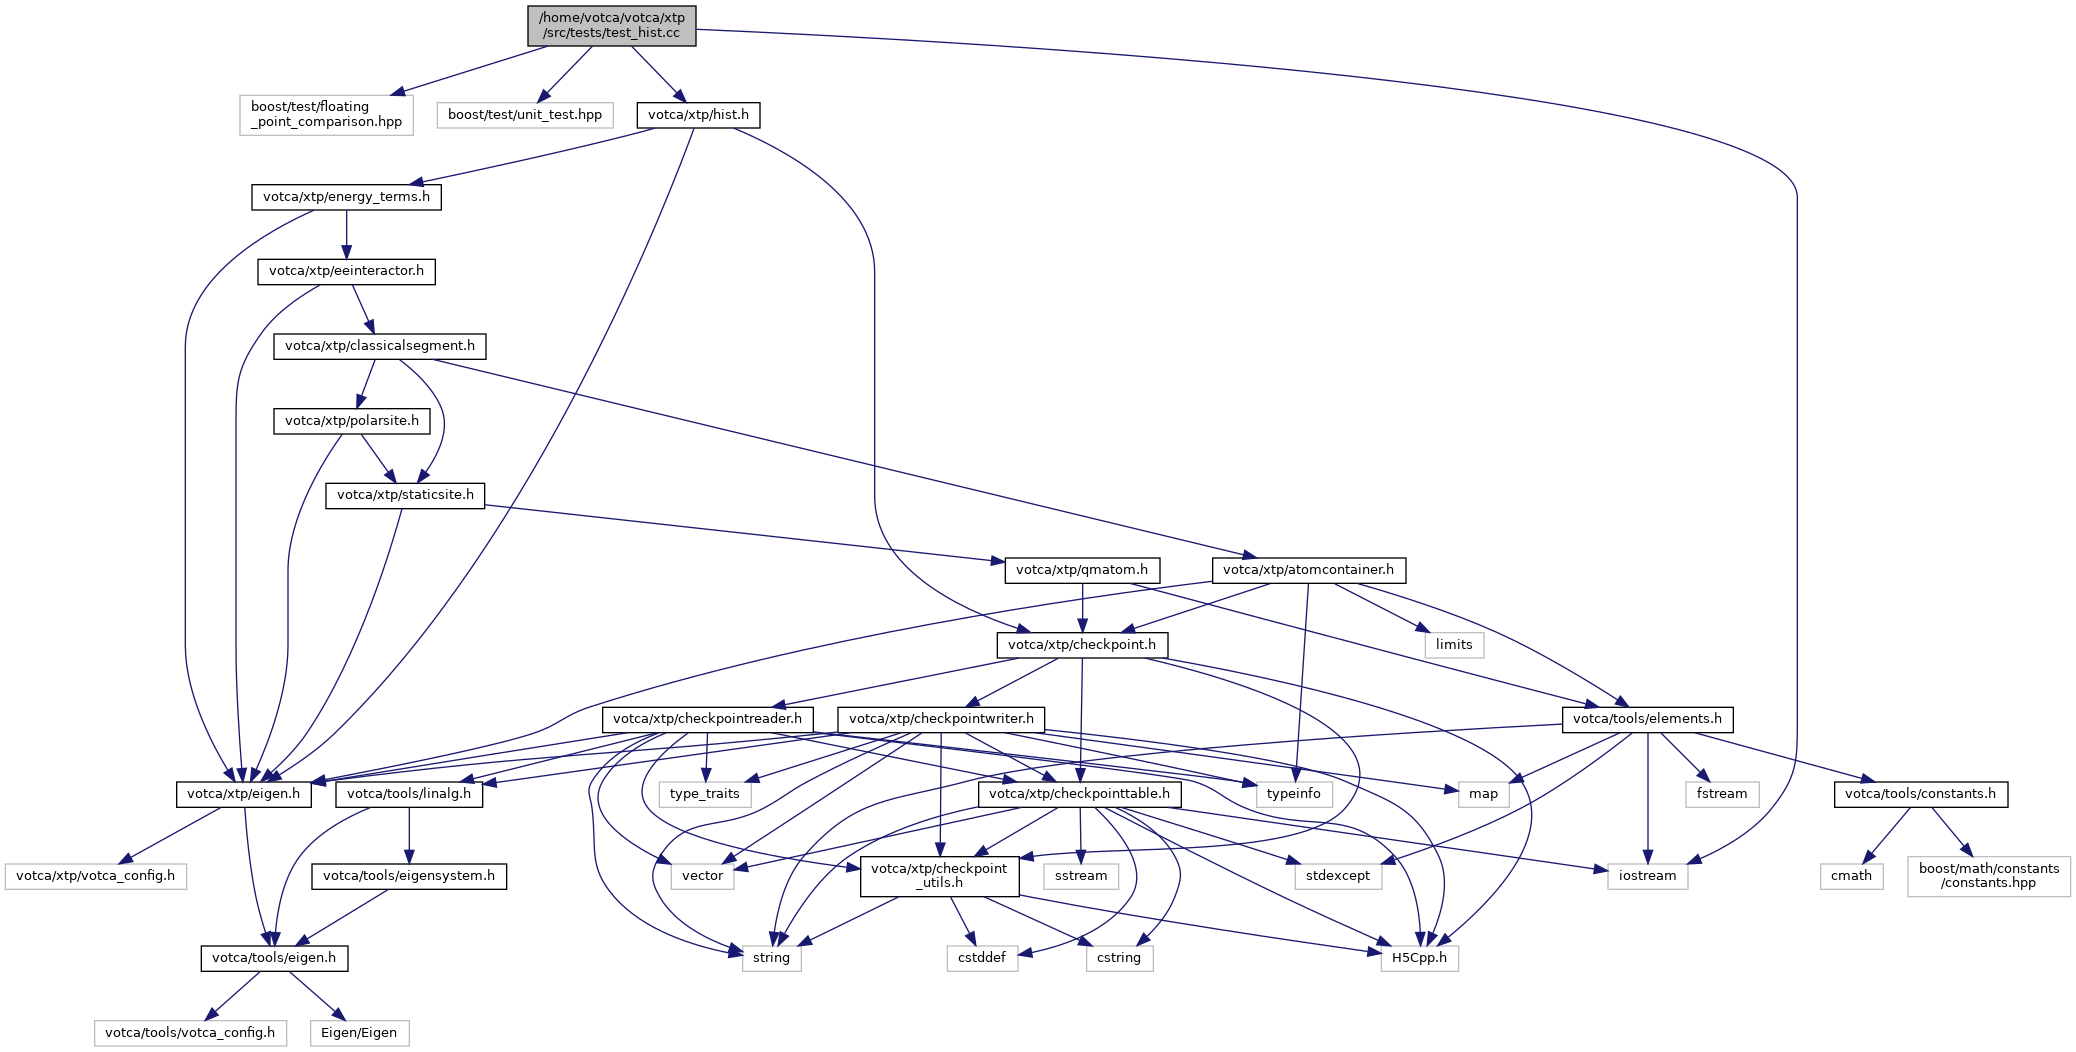 /home/votca/votca/xtp
/src/tests/test_hist.cc
boost/test/floating
_point_comparison.hpp
boost/test/unit_test.hpp
votca/xtp/hist.h
votca/xtp/energy_terms.h
votca/xtp/eeinteractor.h
votca/xtp/classicalsegment.h
votca/xtp/polarsite.h
votca/xtp/staticsite.h
votca/xtp/qmatom.h
votca/xtp/atomcontainer.h
votca/xtp/checkpoint.h
limits
votca/xtp/checkpointreader.h
votca/xtp/checkpointwriter.h
votca/tools/elements.h
votca/xtp/eigen.h
votca/tools/linalg.h
type_traits
votca/xtp/checkpointtable.h
typeinfo
map
fstream
votca/tools/constants.h
votca/xtp/votca_config.h
votca/tools/eigensystem.h
vector
votca/xtp/checkpoint
_utils.h
sstream
stdexcept
iostream
cmath
boost/math/constants
/constants.hpp
votca/tools/eigen.h
string
cstddef
cstring
H5Cpp.h
votca/tools/votca_config.h
Eigen/Eigen